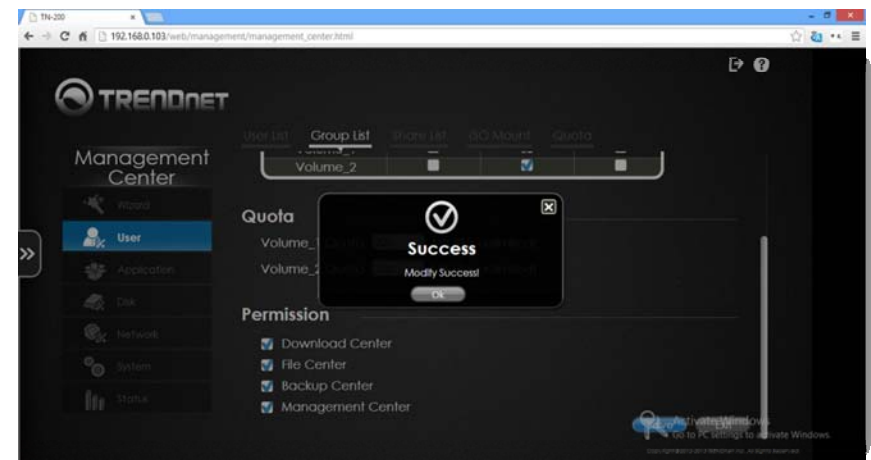 TN-200
192.168.0.103/web/management/management_center.html
TRENDNET
User List Group List Share List ISO Mount Quota
Management
Center
Volume_1
Volume_2
Wizard
User
Application
Disk
Network
System
Status
Quota
Volume_1
Volume_2
Success
Modify Success!
Ok
Permission
Download Center
File Center
Backup Center
Management Center
Activate Windows
Go to PC settings to activate Windows.